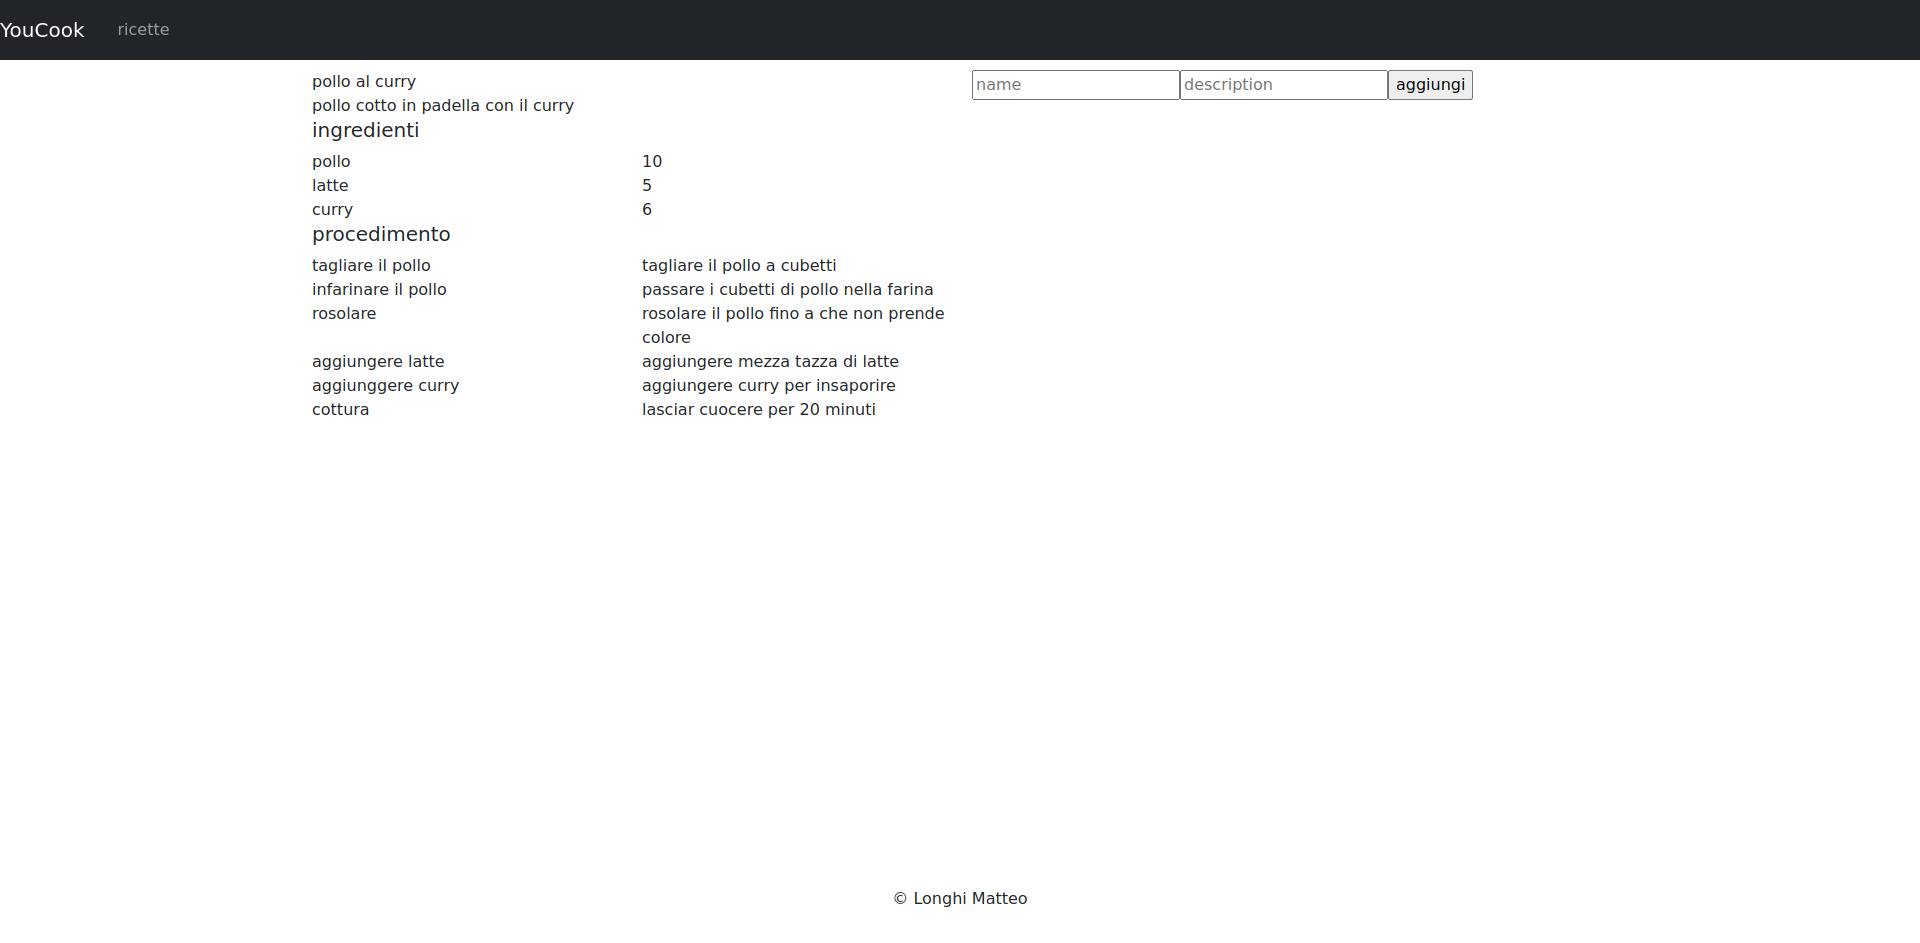 YouCook ricette
pollo al curry
pollo cotto in padella con il curry
ingredienti
pollo 10
latte 5
curry 6
procedimento
tagliare il pollo tagliare il pollo a cubetti
infarinare il pollo passare i cubetti di pollo nella farina
rosolare rosolare il pollo fino a che non prende
colore
aggiungere latte aggiungere mezza tazza di latte
aggiunggere curry aggiungere curry per insaporire
cottura lasciar cuocere per 20 minuti
name description aggiungi
© Longhi Matteo